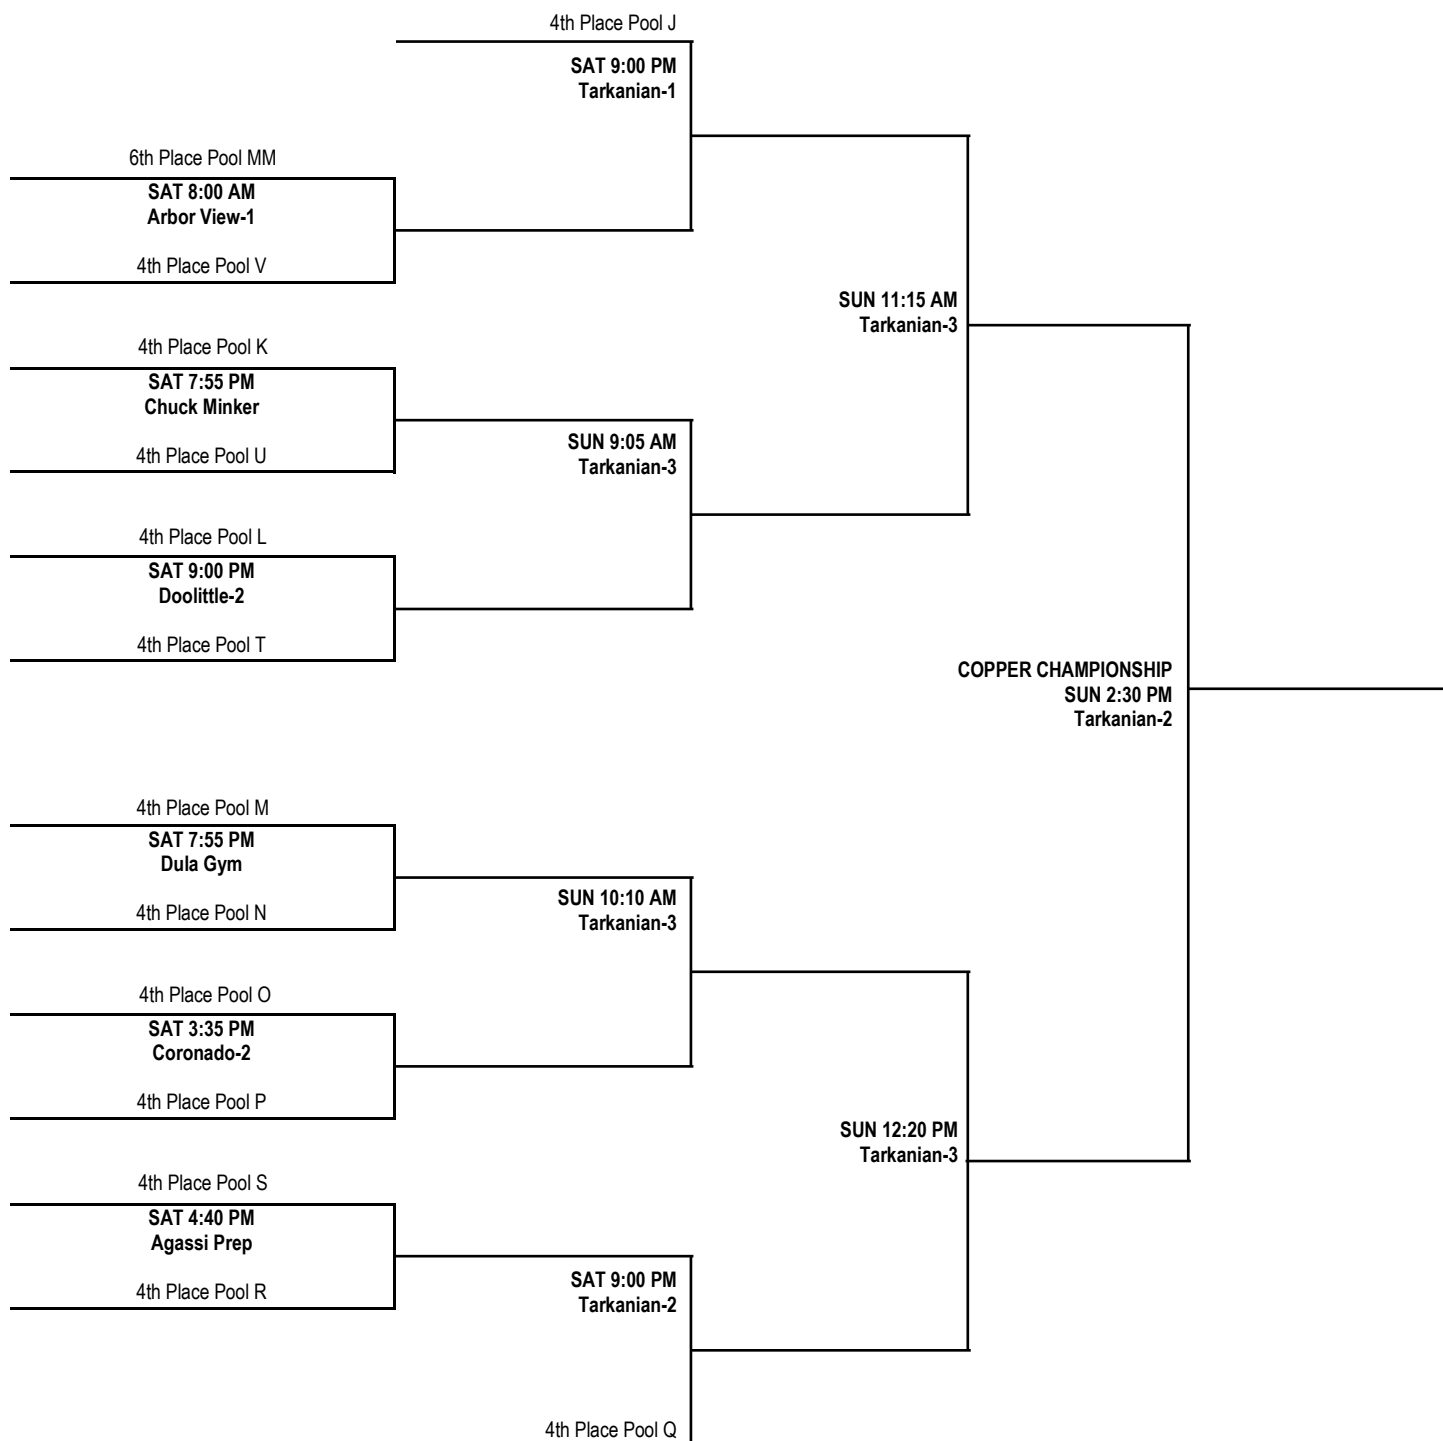 4th Place Pool J
SAT 9:00 PM
Tarkanian-1
6th Place Pool MM
SAT 8:00 AM
Arbor View-1
4th Place Pool V
SUN 11:15 AM
Tarkanian-3
4th Place Pool K
SAT 7:55 PM
Chuck Minker
4th Place Pool U
SUN 9:05 AM
Tarkanian-3
4th Place Pool L
SAT 9:00 PM
Doolittle-2
4th Place Pool T
COPPER CHAMPIONSHIP
SUN 2:30 PM
Tarkanian-2
4th Place Pool M
SAT 7:55 PM
Dula Gym
4th Place Pool N
SUN 10:10 AM
Tarkanian-3
4th Place Pool O
SAT 3:35 PM
Coronado-2
4th Place Pool P
SUN 12:20 PM
Tarkanian-3
4th Place Pool S
SAT 4:40 PM
Agassi Prep
4th Place Pool R
SAT 9:00 PM
Tarkanian-2
4th Place Pool Q